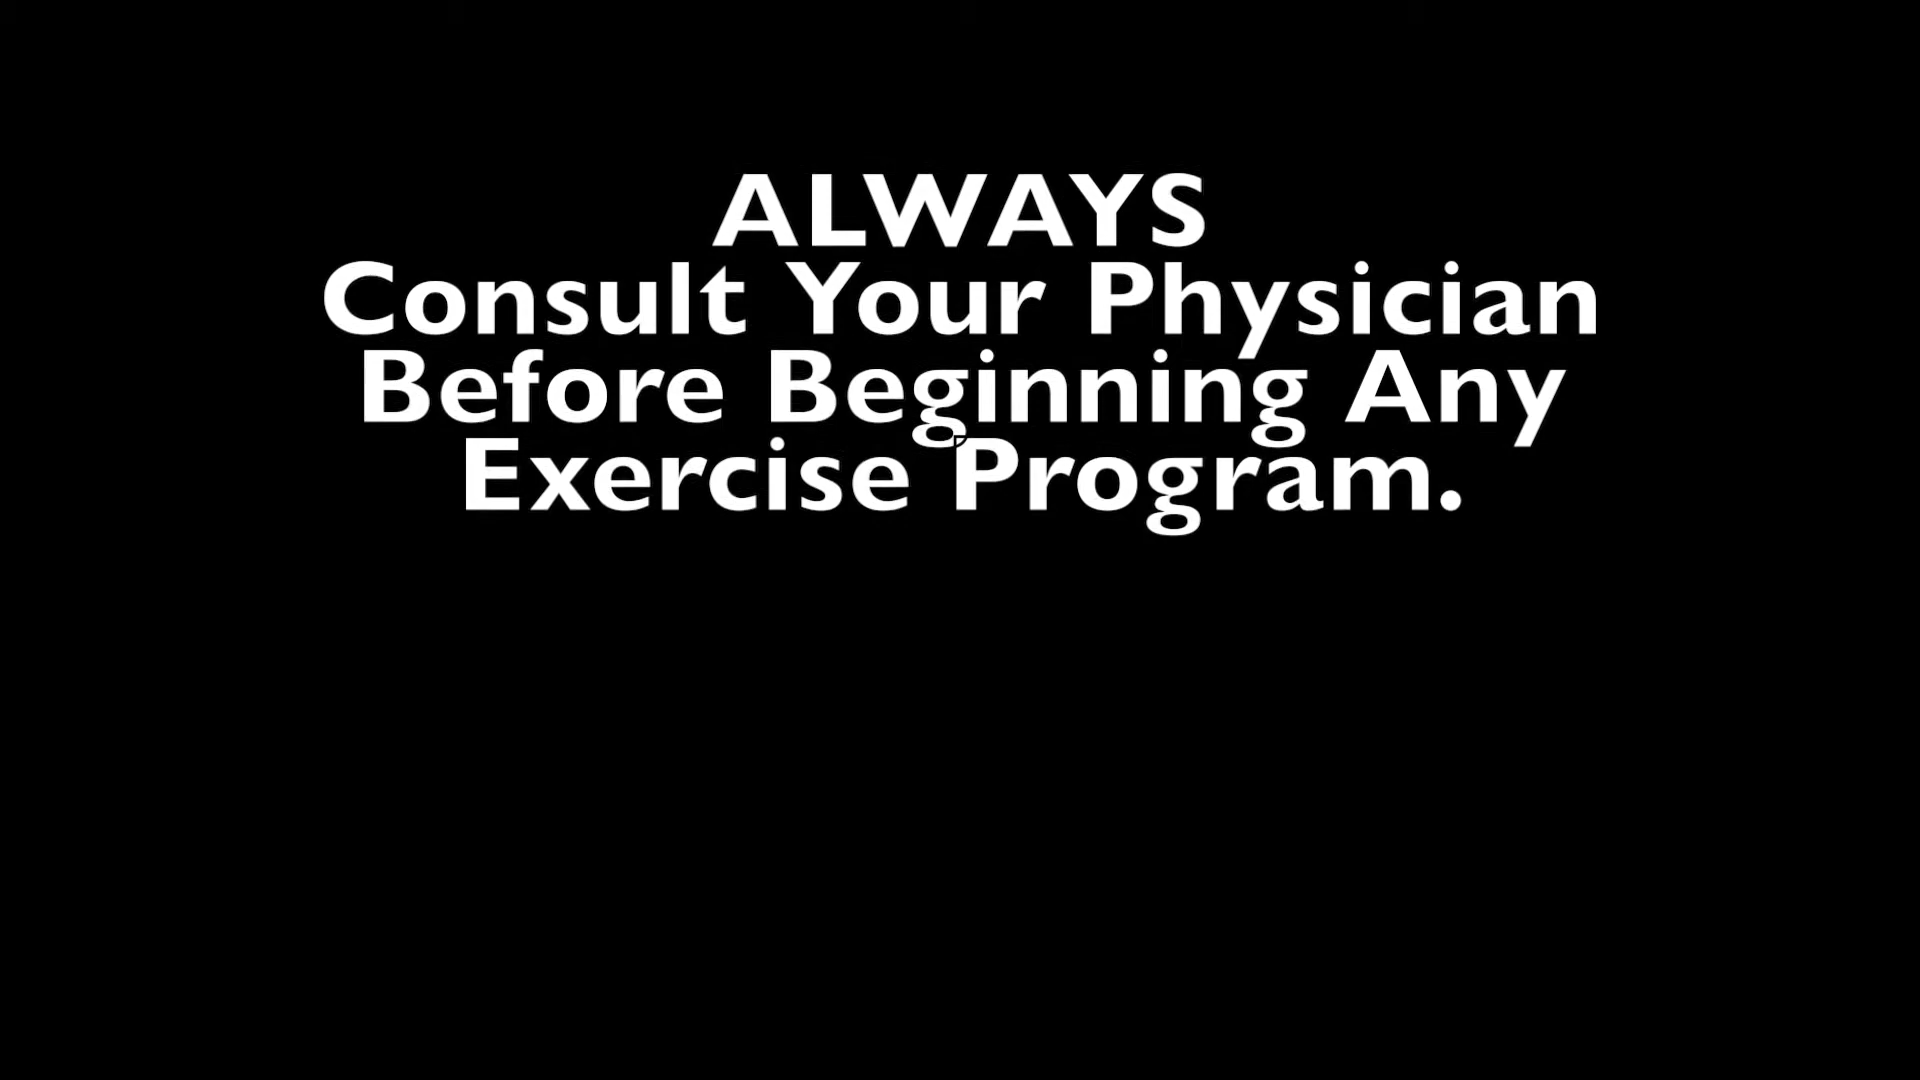 ALWAYS
Consult Your Physician
Before Beginning Any
Exercise Program.